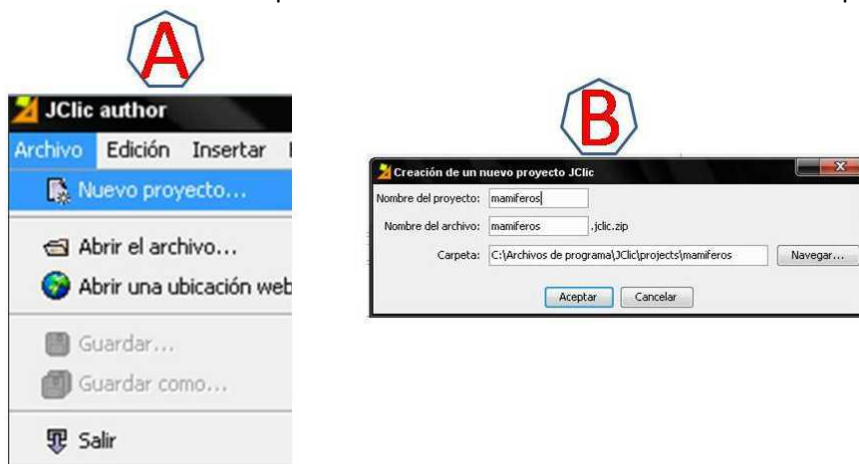 A
JClic author
Archivo Edición Insertar
Nuevo proyecto...
Abrir el archivo...
Abrir una ubicación web
Guardar...
Guardar como...
Salir
B
Creación de un nuevo proyecto JClic
Nombre del proyecto: mamiferos
Nombre del archivo: mamiferos .jclic.zip
Carpeta: C:\Archivos de programa\JClic\projects\mamiferos Navegar...
Aceptar Cancelar